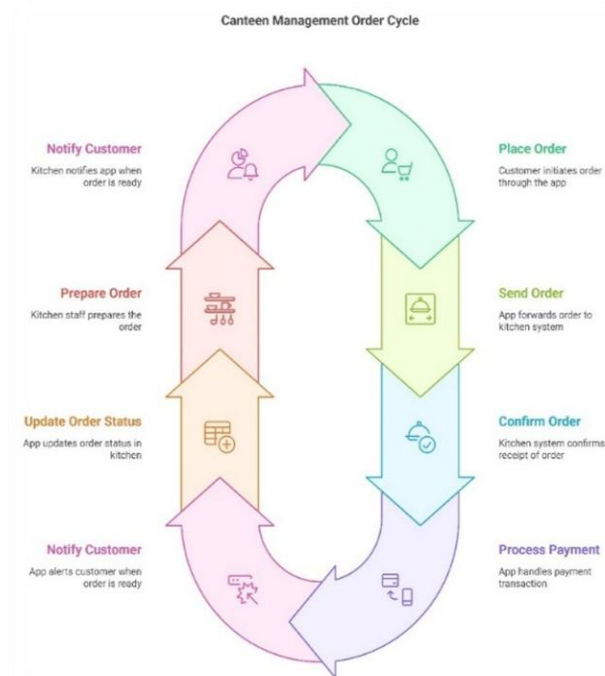 Canteen Management Order Cycle
Notify Customer
Kitchen notifies app when
order is ready
Place Order
Customer initiates order
through the app
Prepare Order
Kitchen staff prepares the
order
Send Order
App forwards order to
kitchen system
Update Order Status
App updates order status in
kitchen
Confirm Order
Kitchen system confirms
receipt of order
Notify Customer
App alerts customer when
order is ready
Process Payment
App handles payment
transaction